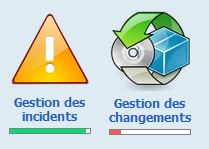 Gestion des
incidents
Gestion des
changements